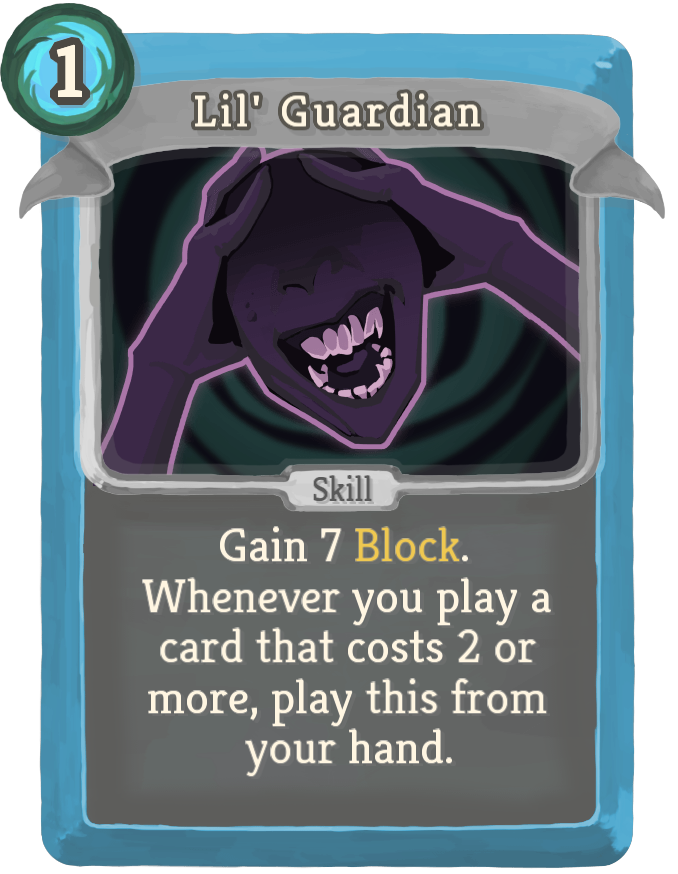 1
Lil' Guardian
Skill
Gain 7 Block.
Whenever you play a
card that costs 2 or
more, play this from
your hand.